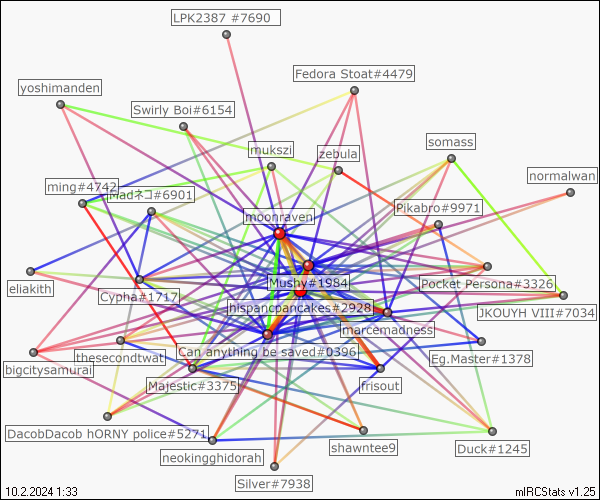 LPK2387 #7690
Fedora Stoat#4479
yoshimanden
Swirly Boi#6154
somass
mukszi
zebula
normalwan
ming#4742
Madネコ#6901
Pikabro#9971
moonraven
Mushy#1984
Pocket Persona#3326
eliakith
Cypha#1717
hispancpancakes#2928
JKOUYH VIII#7034
marcemadness
Can anything be saved#0396
thesecondtwat
Eg.Master#1378
bigcitysamurai
Majestic#3375
frisout
DacobDacob hORNY police#5271
shawntee9
Duck#1245
neokingghidorah
Silver#7938
10.2.2024 1:33
mIRCStats v1.25